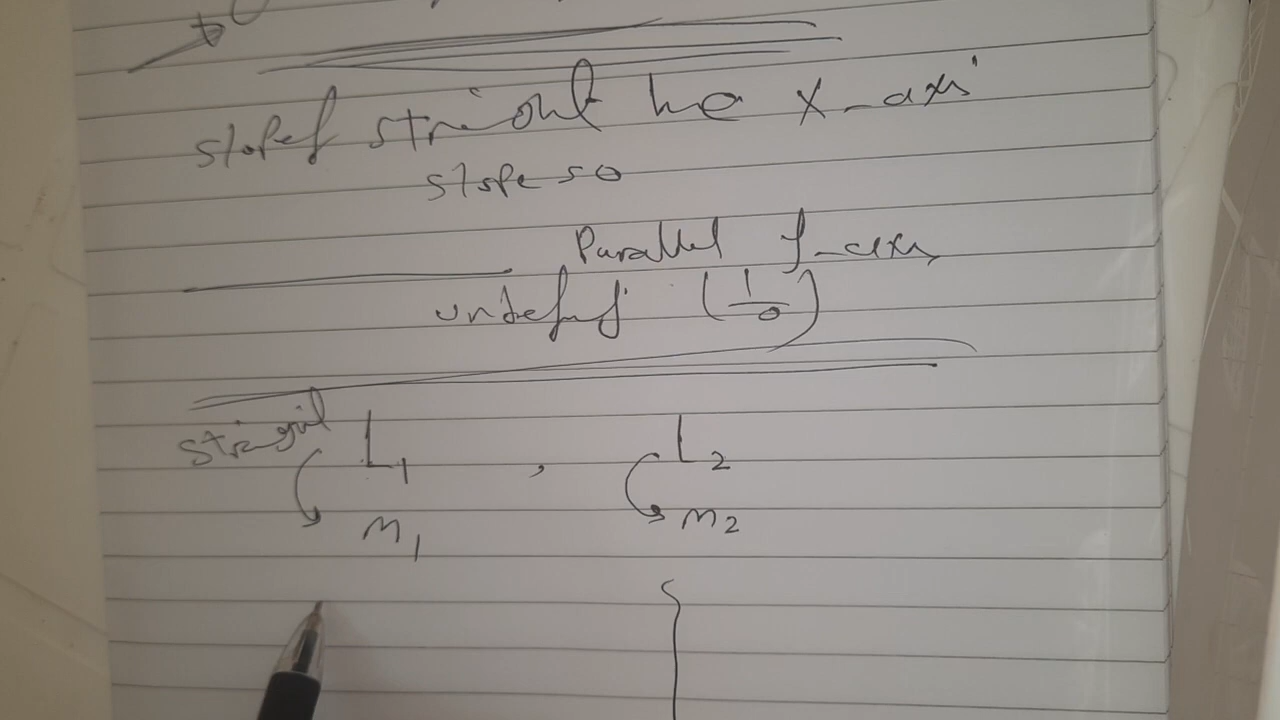 slope of straight line x-axis
slope = 0
Parallel y-axis
undefined (1/0)
straight L1 , L2
m1 m2